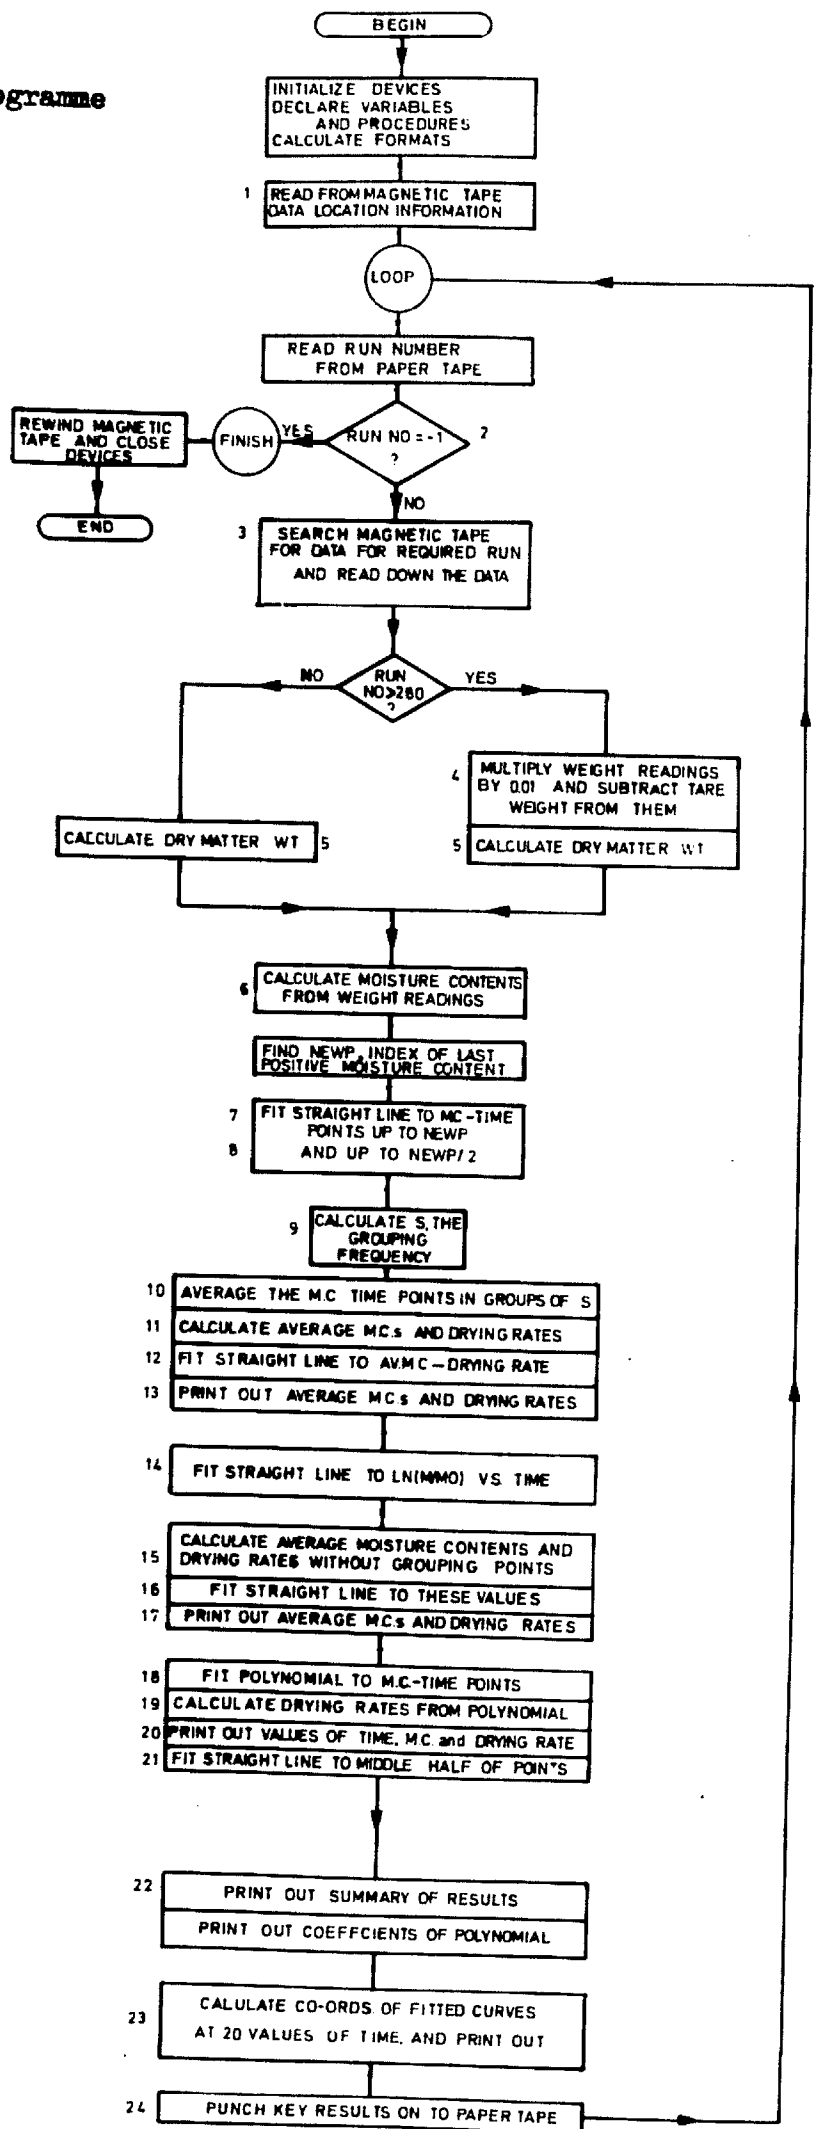 BEGIN
ogramme
INITIALIZE DEVICES
DECLARE VARIABLES
AND PROCEDURES
CALCULATE FORMATS
1
READ FROM MAGNETIC TAPE
DATA LOCATION INFORMATION
LOOP
READ RUN NUMBER
FROM PAPER TAPE
RUN NO = -1
?
2
YES
FINISH
REWIND MAGNETIC
TAPE AND CLOSE
DEVICES
END
NO
3
SEARCH MAGNETIC TAPE
FOR DATA FOR REQUIRED RUN
AND READ DOWN THE DATA
RUN
NO>280
?
NO
YES
4
MULTIPLY WEIGHT READINGS
BY 0.01 AND SUBTRACT TARE
WEIGHT FROM THEM
CALCULATE DRY MATTER WT
5
5
CALCULATE DRY MATTER WT
6
CALCULATE MOISTURE CONTENTS
FROM WEIGHT READINGS
FIND NEWP, INDEX OF LAST
POSITIVE MOISTURE CONTENT
7
FIT STRAIGHT LINE TO MC-TIME
POINTS UP TO NEWP
8
AND UP TO NEWP/2
9
CALCULATE S, THE
GROUPING
FREQUENCY
10
AVERAGE THE M.C TIME POINTS IN GROUPS OF S
11
CALCULATE AVERAGE M.C.s AND DRYING RATES
12
FIT STRAIGHT LINE TO AV.MC-DRYING RATE
13
PRINT OUT AVERAGE M.C.s AND DRYING RATES
14
FIT STRAIGHT LINE TO LN(M/MO) VS. TIME
15
CALCULATE AVERAGE MOISTURE CONTENTS AND
DRYING RATES WITHOUT GROUPING POINTS
16
FIT STRAIGHT LINE TO THESE VALUES
17
PRINT OUT AVERAGE M.C.s AND DRYING RATES
18
FIT POLYNOMIAL TO M.C.-TIME POINTS
19
CALCULATE DRYING RATES FROM POLYNOMIAL
20
PRINT OUT VALUES OF TIME, M.C. and DRYING RATE
21
FIT STRAIGHT LINE TO MIDDLE HALF OF POINTS
22
PRINT OUT SUMMARY OF RESULTS
PRINT OUT COEFFCIENTS OF POLYNOMIAL
23
CALULATE CO-ORDS. OF FITTED CURVES
AT 20 VALUES OF TIME, AND PRINT OUT
24
PUNCH KEY RESULTS ON TO PAPER TAPE